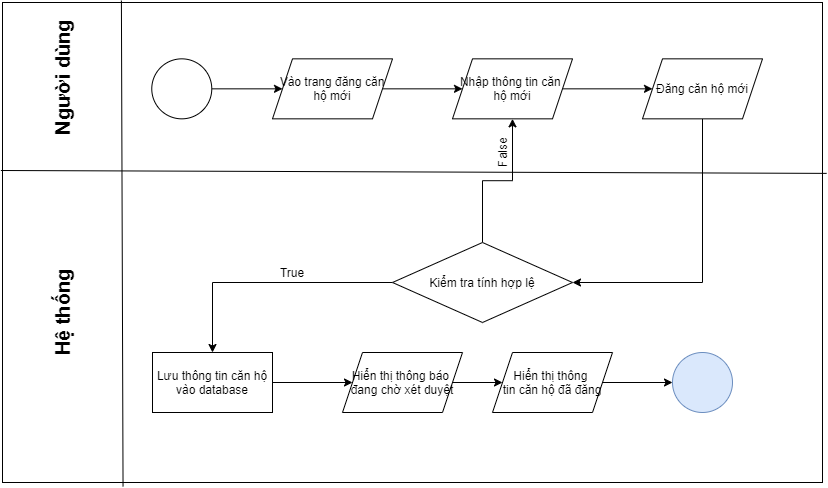 Người dùng
Vào trang đăng căn
hộ mới
Nhập thông tin căn
hộ mới
Đăng căn hộ mới
False
Hệ thống
Kiểm tra tính hợp lệ
True
Lưu thông tin căn hộ
vào database
Hiển thị thông báo
đang chờ xét duyệt
Hiển thị thông
tin căn hộ đã đăng